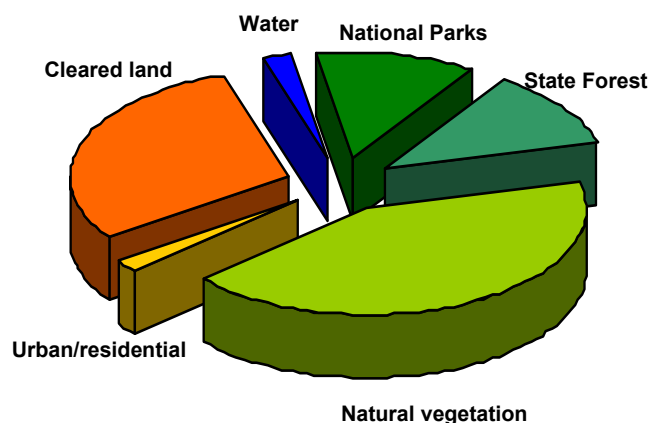 Water
National Parks
Cleared land
State Forest
Urban/residential
Natural vegetation